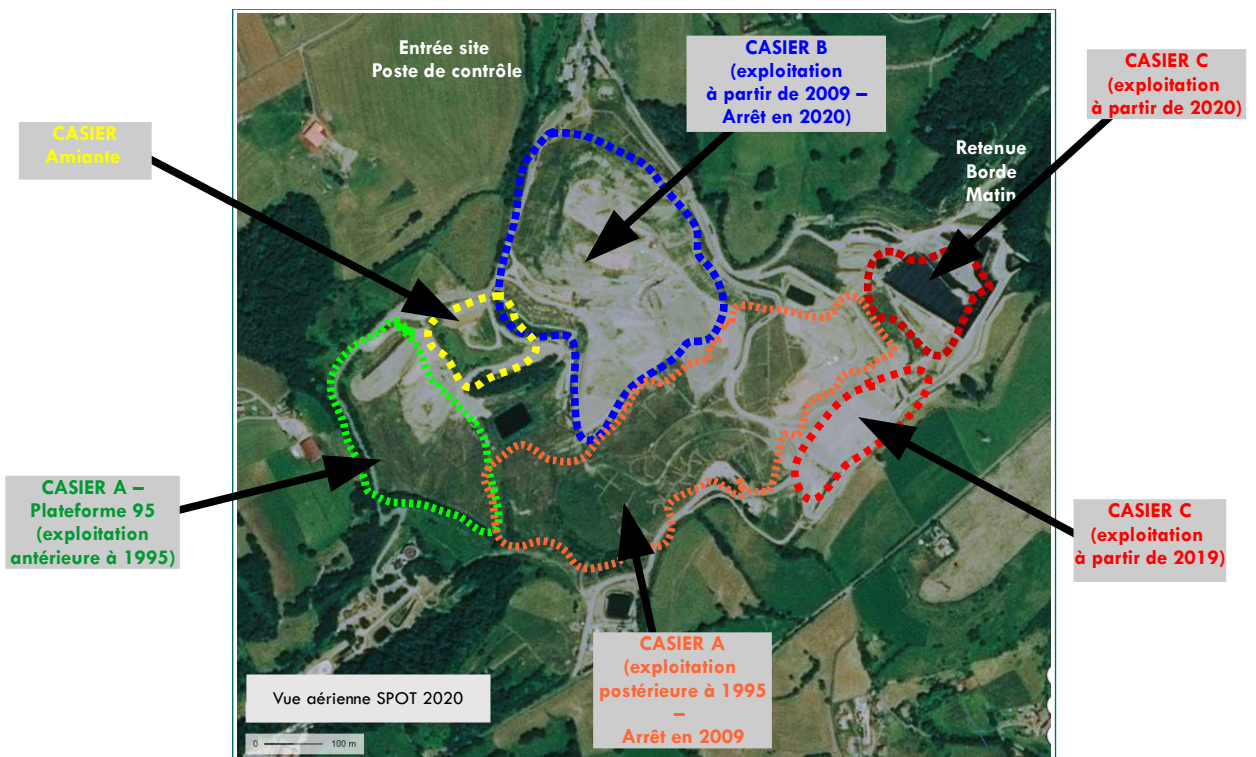 Entrée site
Poste de contrôle
CASIER B
(exploitation
à partir de 2009 –
Arrêt en 2020)
CASIER C
(exploitation
à partir de 2020)
CASIER
Amiante
Retenue
Borde
Matin
CASIER A –
Plateforme 95
(exploitation
antérieure à 1995)
CASIER C
(exploitation
à partir de 2019)
CASIER A
(exploitation
postérieure à 1995
–
Arrêt en 2009
Vue aérienne SPOT 2020
0 100 m